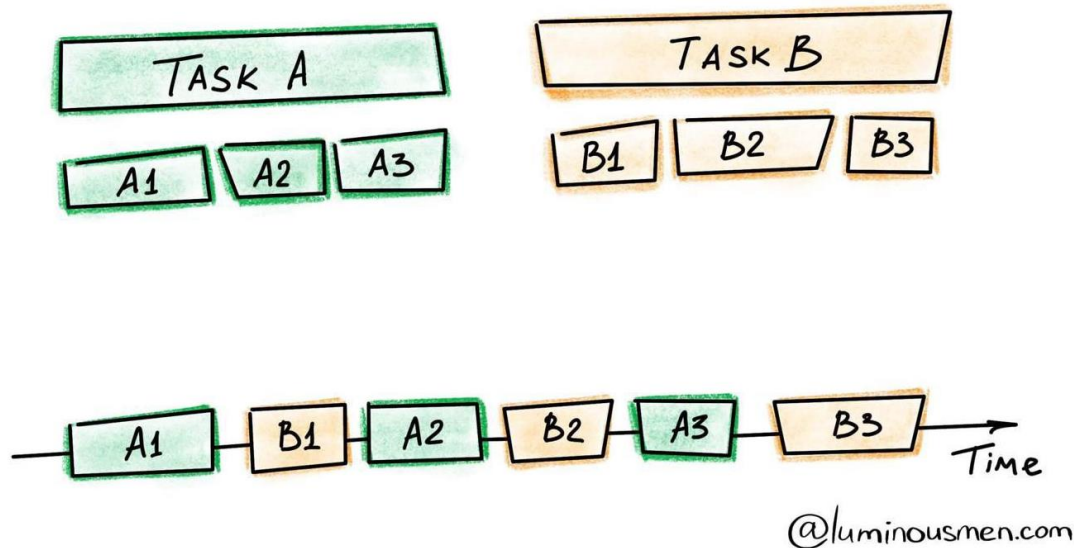 TASK A
TASK B
A1 A2 A3
B1 B2 B3
A1 B1 A2 B2 A3 B3
Time
@luminousmen.com